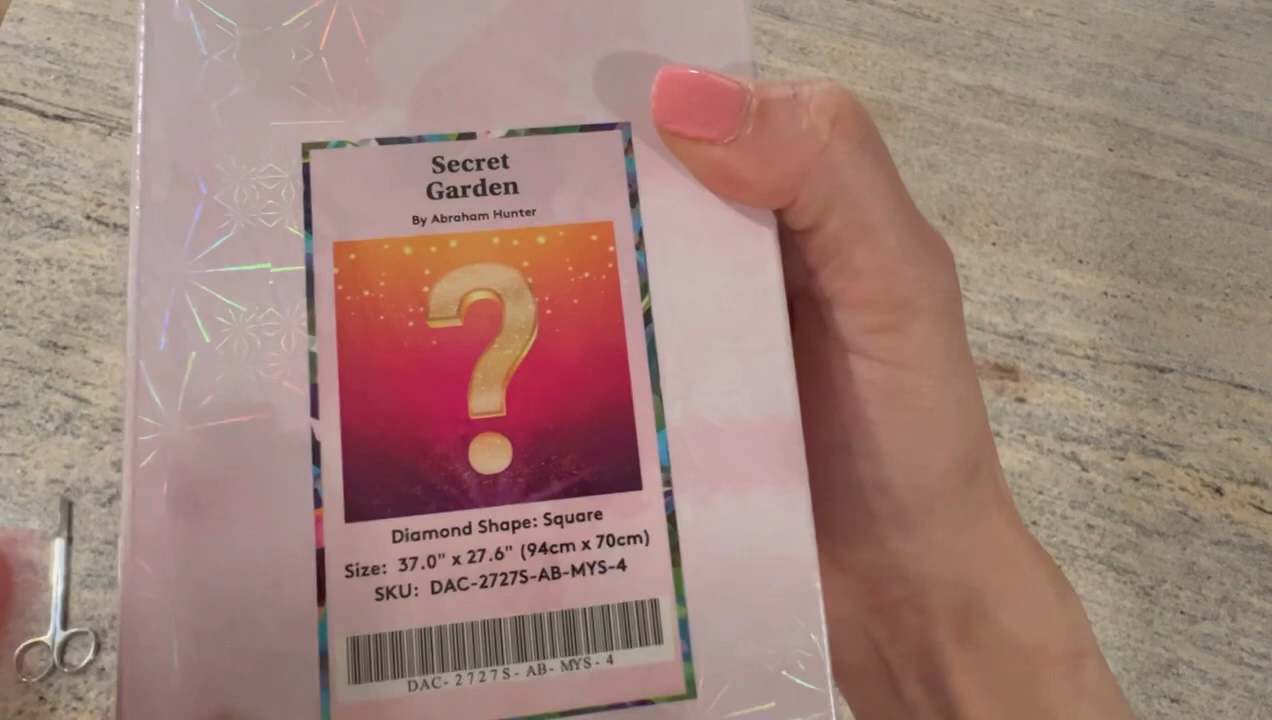 Secret
Garden
By Abraham Hunter
Diamond Shape: Square
Size: 37.0" x 27.6" (94cm x 70cm)
SKU: DAC-2727S-AB-MYS-4
DAC-2727S-AB-MYS-4